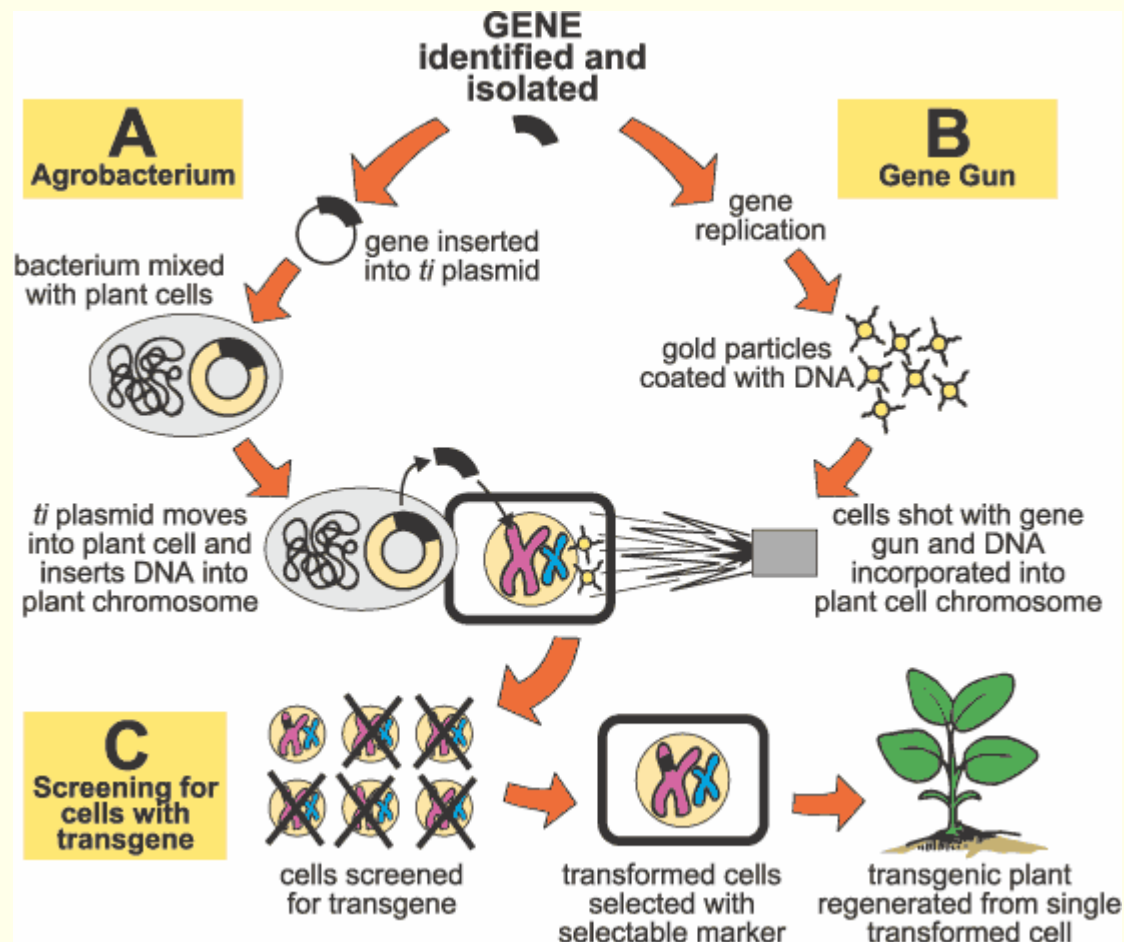 GENE
identified and
isolated
A
Agrobacterium
B
Gene Gun
gene inserted
into ti plasmid
gene
replication
bacterium mixed
with plant cells
gold particles
coated with DNA
ti plasmid moves
into plant cell and
inserts DNA into
plant chromosome
cells shot with gene
gun and DNA
incorporated into
plant cell chromosome
C
Screening for
cells with
transgene
cells screened
for transgene
transformed cells
selected with
selectable marker
transgenic plant
regenerated from single
transformed cell